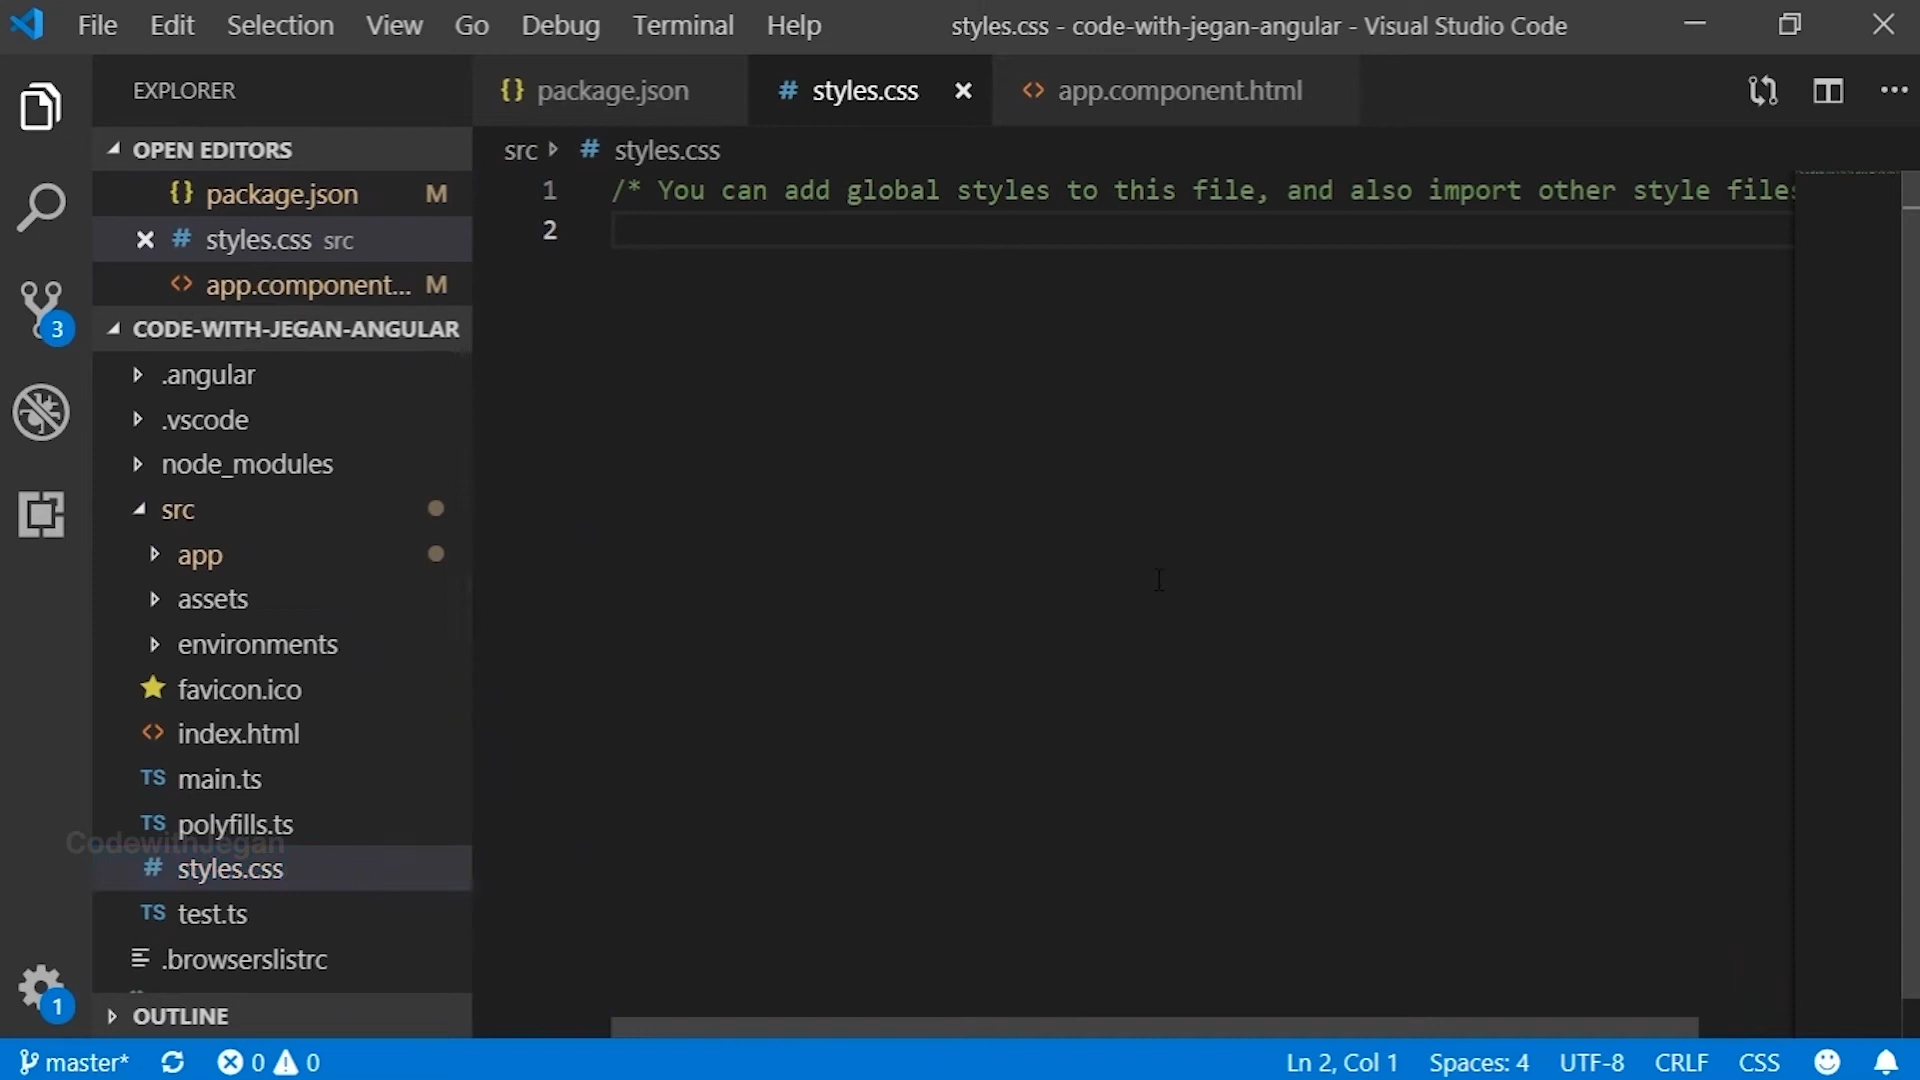 File Edit Selection View Go Debug Terminal Help styles.css - code-with-jegan-angular - Visual Studio Code
EXPLORER
{} package.json # styles.css <> app.component.html
OPEN EDITORS
{} package.json M
# styles.css src
<> app.component... M
CODE-WITH-JEGAN-ANGULAR
.angular
.vscode
node_modules
src
app
assets
environments
favicon.ico
<> index.html
TS main.ts
TS polyfills.ts
CodewithJegan
# styles.css
TS test.ts
.browserslistrc
OUTLINE
3
1
src # styles.css
1 /* You can add global styles to this file, and also import other style files
2
master* 0 0 Ln 2, Col 1 Spaces: 4 UTF-8 CRLF CSS